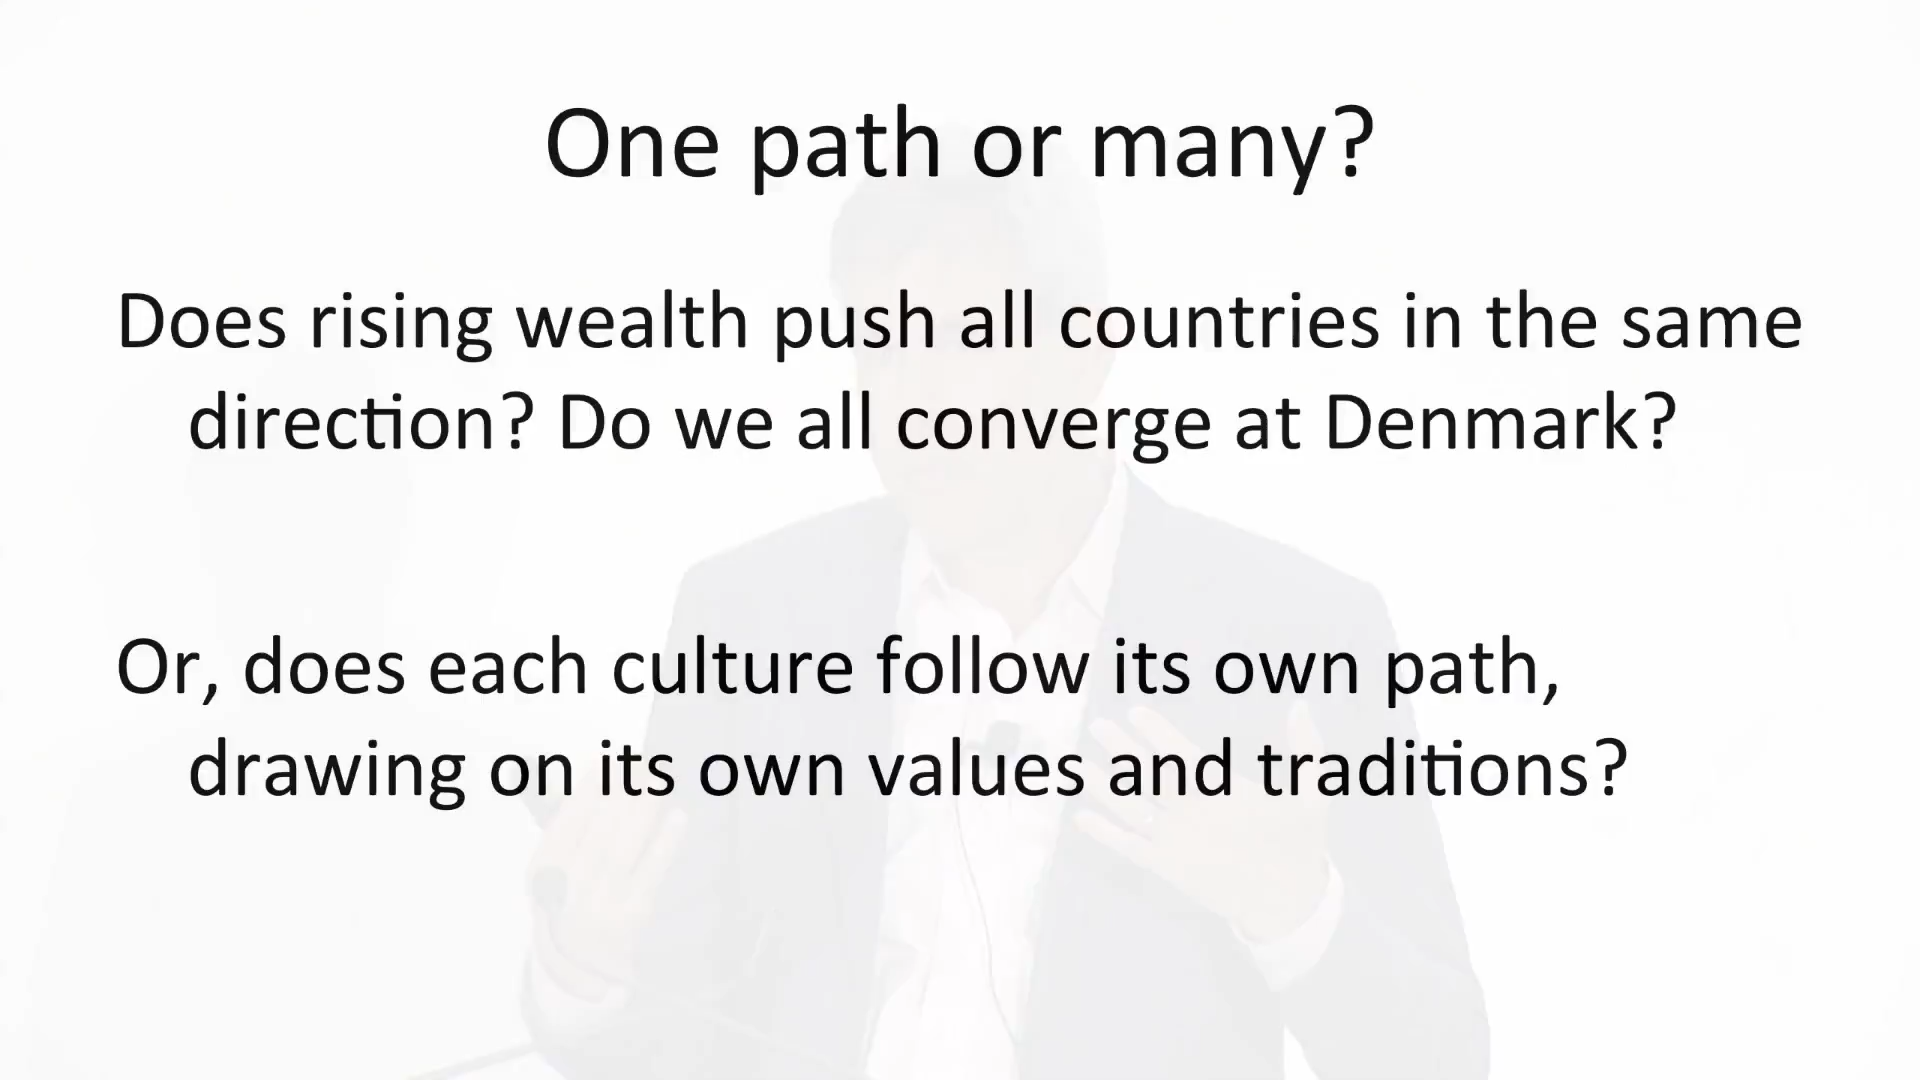 One path or many?
Does rising wealth push all countries in the same
direction? Do we all converge at Denmark?
Or, does each culture follow its own path,
drawing on its own values and traditions?